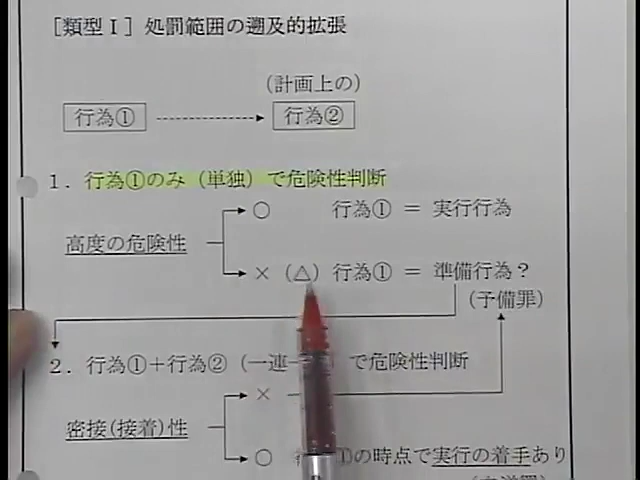 ［類型Ⅰ］処罰範囲の遡及的拡張
（計画上の）
行為① 行為②
１．行為①のみ（単独）で危険性判断
○ 行為① ＝ 実行行為
高度の危険性
×（△）行為① ＝ 準備行為？
（予備罪）
２．行為①＋行為②（一連 ）で危険性判断
×
密接(接着)性
○ ①の時点で実行の着手あり